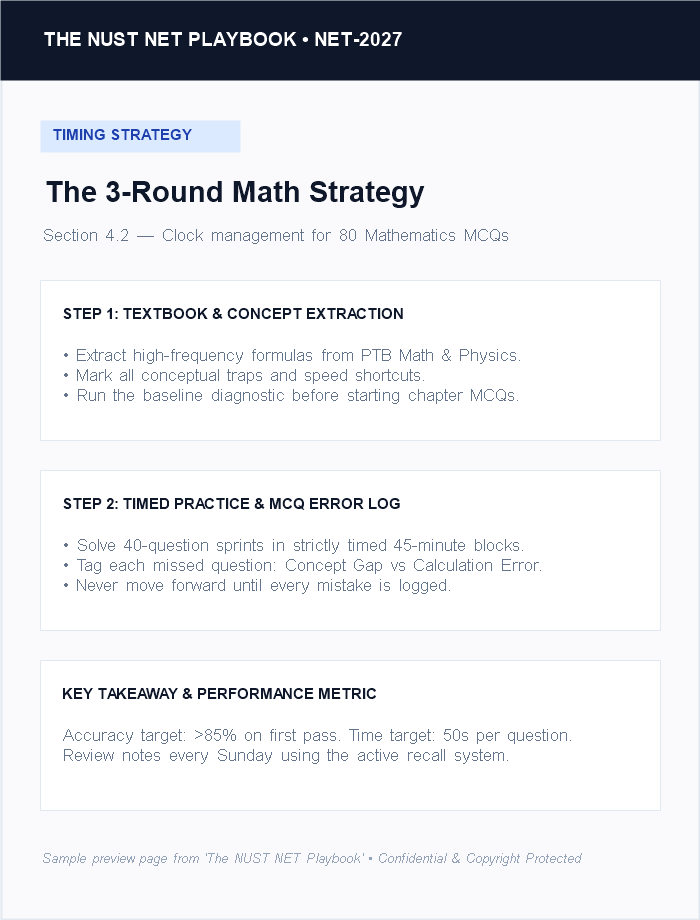 THE NUST NET PLAYBOOK • NET-2027
TIMING STRATEGY
The 3-Round Math Strategy
Section 4.2 — Clock management for 80 Mathematics MCQs
STEP 1: TEXTBOOK & CONCEPT EXTRACTION
• Extract high-frequency formulas from PTB Math & Physics.
• Mark all conceptual traps and speed shortcuts.
• Run the baseline diagnostic before starting chapter MCQs.
STEP 2: TIMED PRACTICE & MCQ ERROR LOG
• Solve 40-question sprints in strictly timed 45-minute blocks.
• Tag each missed question: Concept Gap vs Calculation Error.
• Never move forward until every mistake is logged.
KEY TAKEAWAY & PERFORMANCE METRIC
Accuracy target: >85% on first pass. Time target: 50s per question.
Review notes every Sunday using the active recall system.
Sample preview page from 'The NUST NET Playbook' • Confidential & Copyright Protected